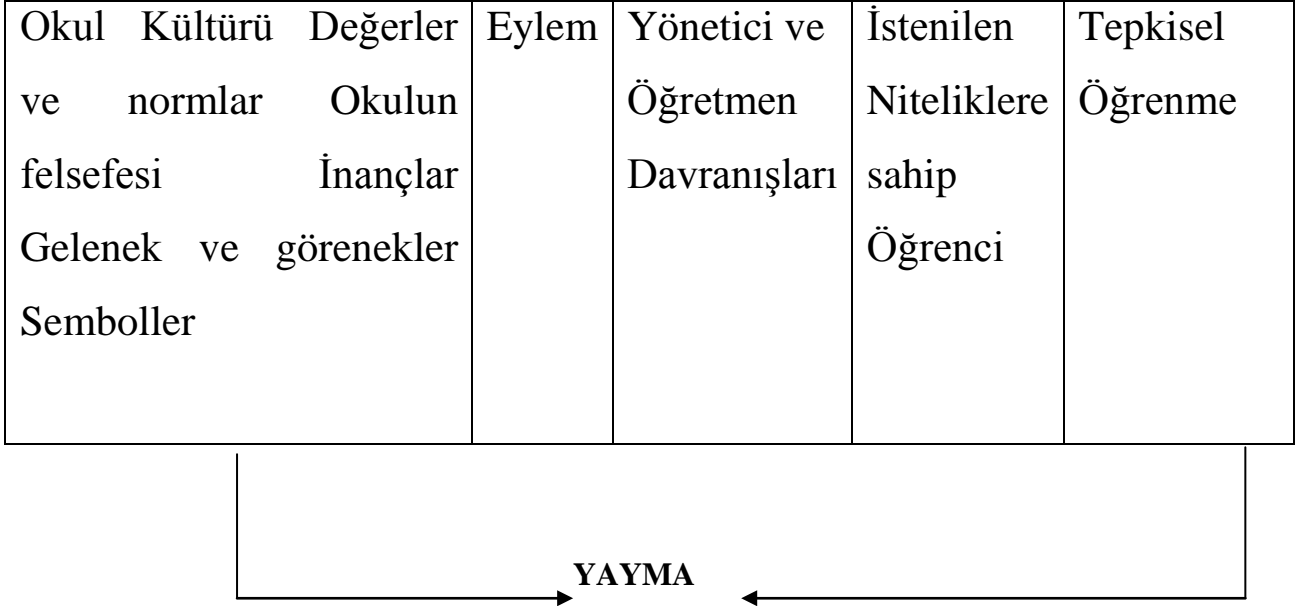 Okul Kültürü Değerler
ve normlar Okulun
felsefesi İnançlar
Gelenek ve görenekler
Semboller
Eylem
Yönetici ve
Öğretmen
Davranışları
İstenilen
Niteliklere
sahip
Öğrenci
Tepkisel
Öğrenme
YAYMA